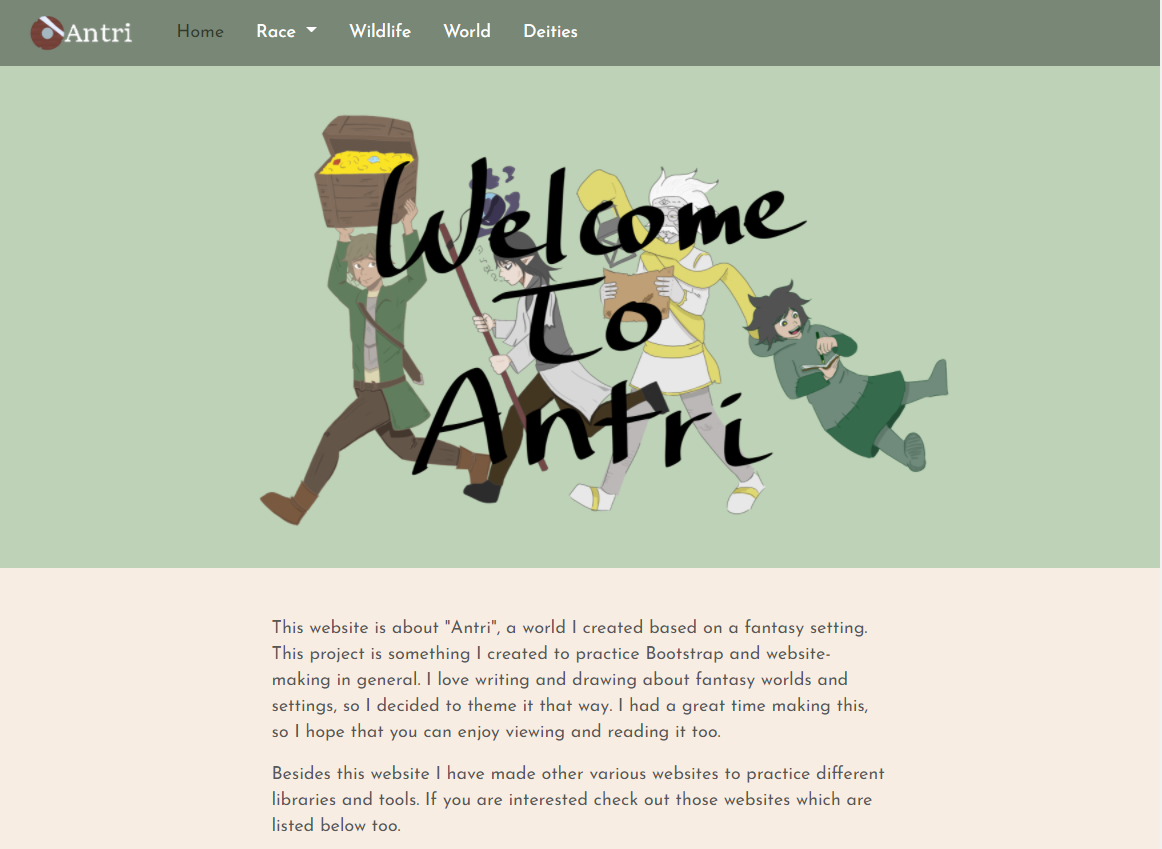 Antri
Home Race Wildlife World Deities
Welcome
To
Antri
This website is about "Antri", a world I created based on a fantasy setting.
This project is something I created to practice Bootstrap and website-
making in general. I love writing and drawing about fantasy worlds and
settings, so I decided to theme it that way. I had a great time making this,
so I hope that you can enjoy viewing and reading it too.
Besides this website I have made other various websites to practice different
libraries and tools. If you are interested check out those websites which are
listed below too.